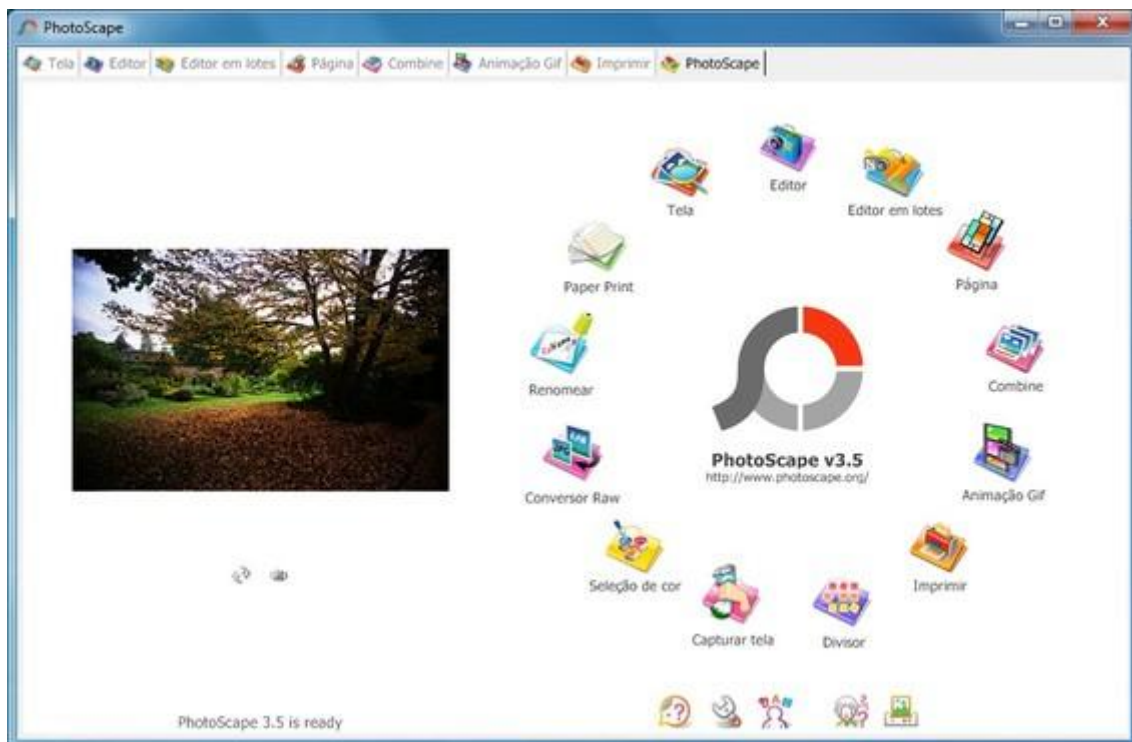 PhotoScape
Tela Editor Editor em lotes Página Combine Animação Gif Imprimir PhotoScape
Editor
Tela
Editor em lotes
Paper Print
Página
Renomear
Combine
PhotoScape v3.5
http://www.photoscape.org/
Conversor Raw
Animação Gif
Seleção de cor
Imprimir
Capturar tela
Divisor
PhotoScape 3.5 is ready